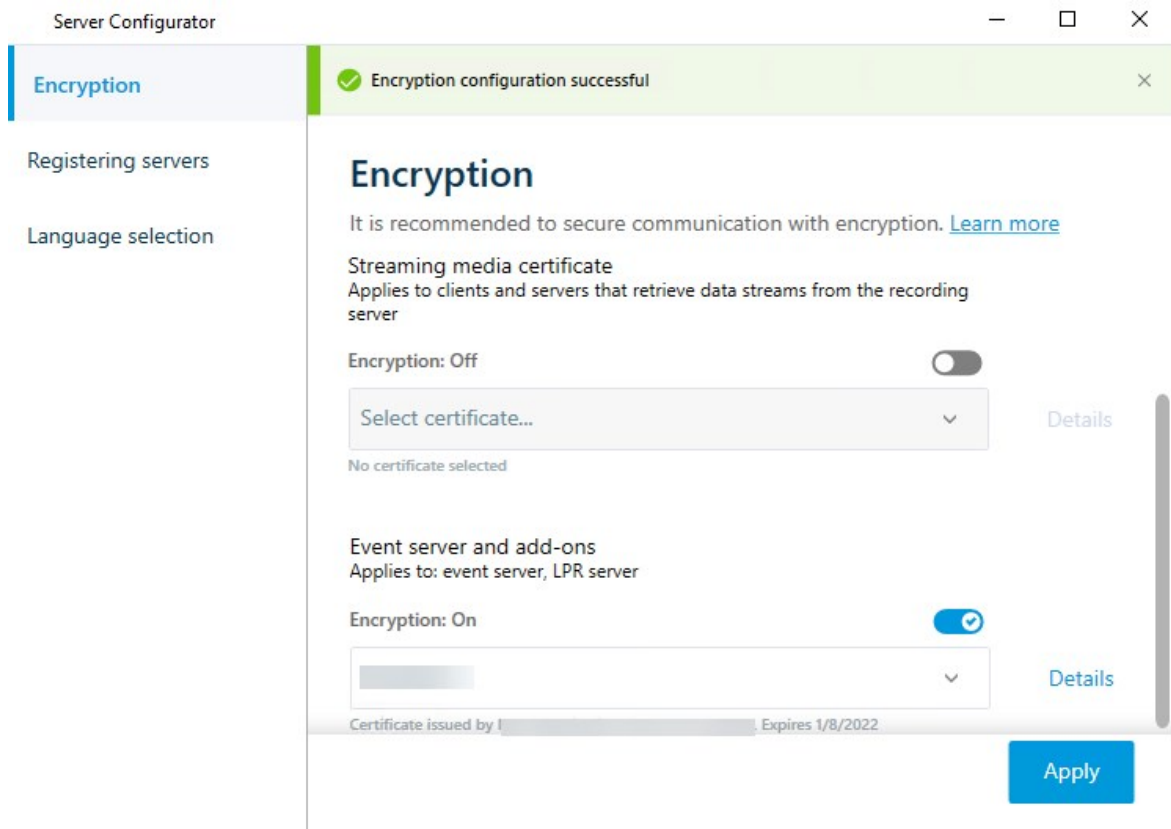 Server Configurator
Encryption
Registering servers
Language selection
Encryption configuration successful
Encryption
It is recommended to secure communication with encryption. Learn more
Streaming media certificate
Applies to clients and servers that retrieve data streams from the recording
server
Encryption: Off
Select certificate...
Details
No certificate selected
Event server and add-ons
Applies to: event server, LPR server
Encryption: On
Details
Certificate issued by
Expires 1/8/2022
Apply